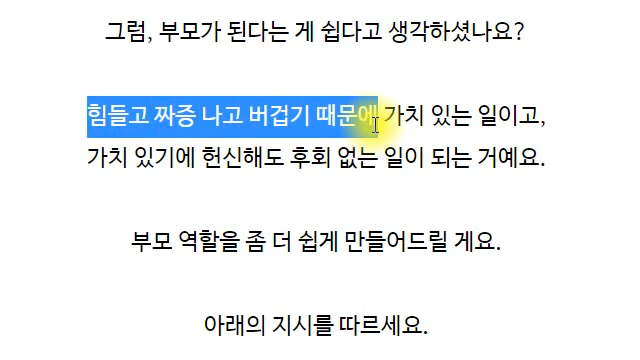 그럼, 부모가 된다는 게 쉽다고 생각하셨나요?
힘들고 짜증 나고 버겁기 때문에 가치 있는 일이고,
가치 있기에 헌신해도 후회 없는 일이 되는 거예요.
부모 역할을 좀 더 쉽게 만들어드릴 게요.
아래의 지시를 따르세요.